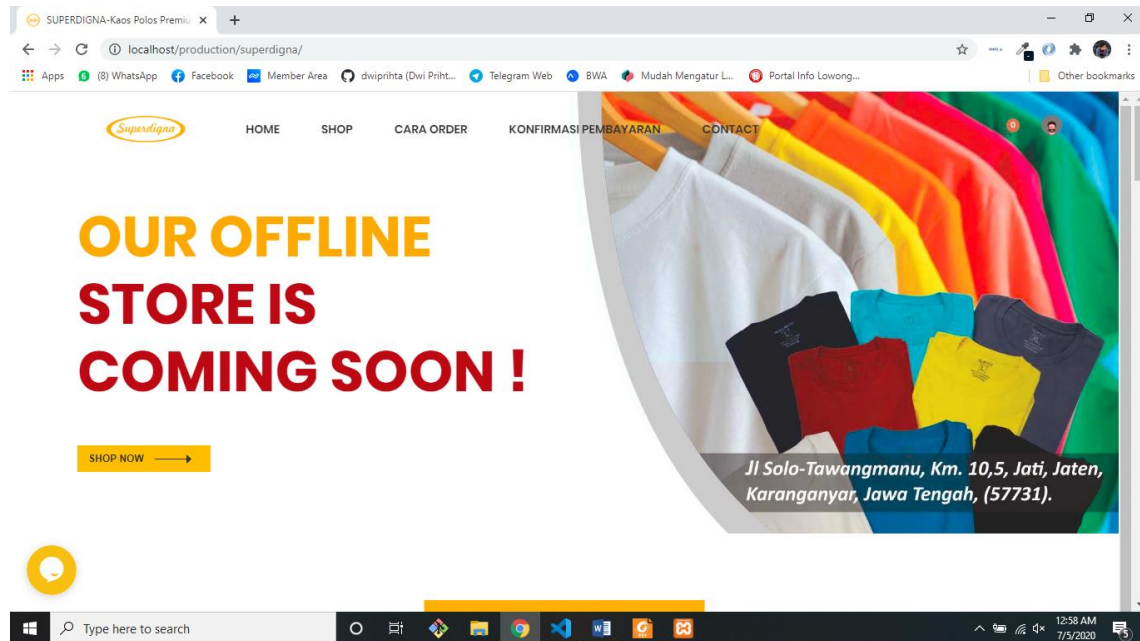 SUPERDIGNA-Kaos Polos Premiu
localhost/production/superdigna/
Apps
(8) WhatsApp
Facebook
Member Area
dwiprihta (Dwi Priht...
Telegram Web
BWA
Mudah Mengatur L...
Portal Info Lowong...
Other bookmarks
Superdigna
HOME
SHOP
CARA ORDER
KONFIRMASI PEMBAYARAN
CONTACT
0
OUR OFFLINE
STORE IS
COMING SOON !
SHOP NOW
Jl Solo-Tawangmanu, Km. 10,5, Jati, Jaten,
Karanganyar, Jawa Tengah, (57731).
Type here to search
12:58 AM
7/5/2020